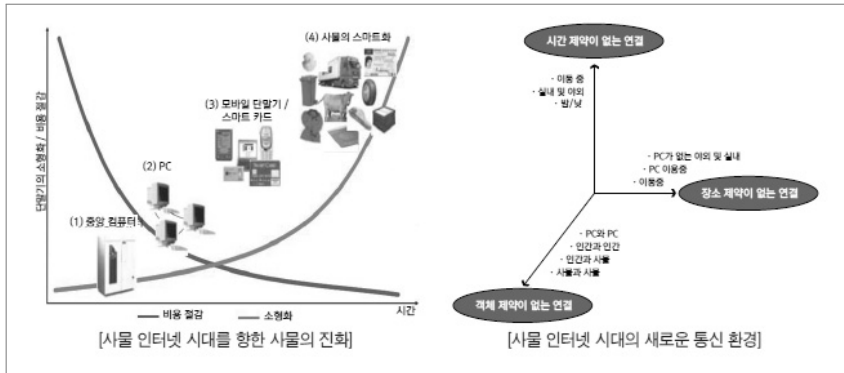 단말기의 소형화 / 비용 절감
(1) 중앙 컴퓨터
(2) PC
(3) 모바일 단말기 /
스마트 카드
(4) 사물의 스마트화
시간
비용 절감
소형화
[사물 인터넷 시대를 향한 사물의 진화]
시간 제약이 없는 연결
· 이동 중
· 실내 및 야외
· 밤/낮
· PC가 없는 야외 및 실내
· PC 이용중
· 이동중
장소 제약이 없는 연결
· PC와 PC
· 인간과 인간
· 인간과 사물
· 사물과 사물
객체 제약이 없는 연결
[사물 인터넷 시대의 새로운 통신 환경]